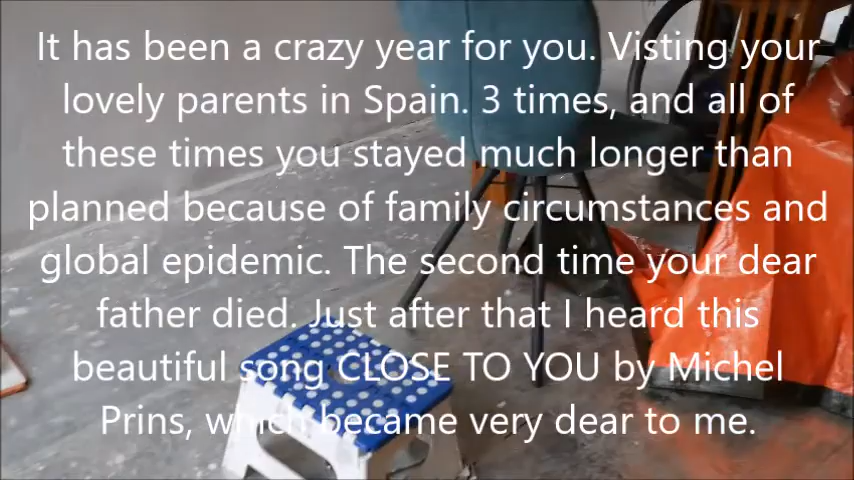 It has been a crazy year for you. Visting your
lovely parents in Spain. 3 times, and all of
these times you stayed much longer than
planned because of family circumstances and
global epidemic. The second time your dear
father died. Just after that I heard this
beautiful song CLOSE TO YOU by Michel
Prins, which became very dear to me.